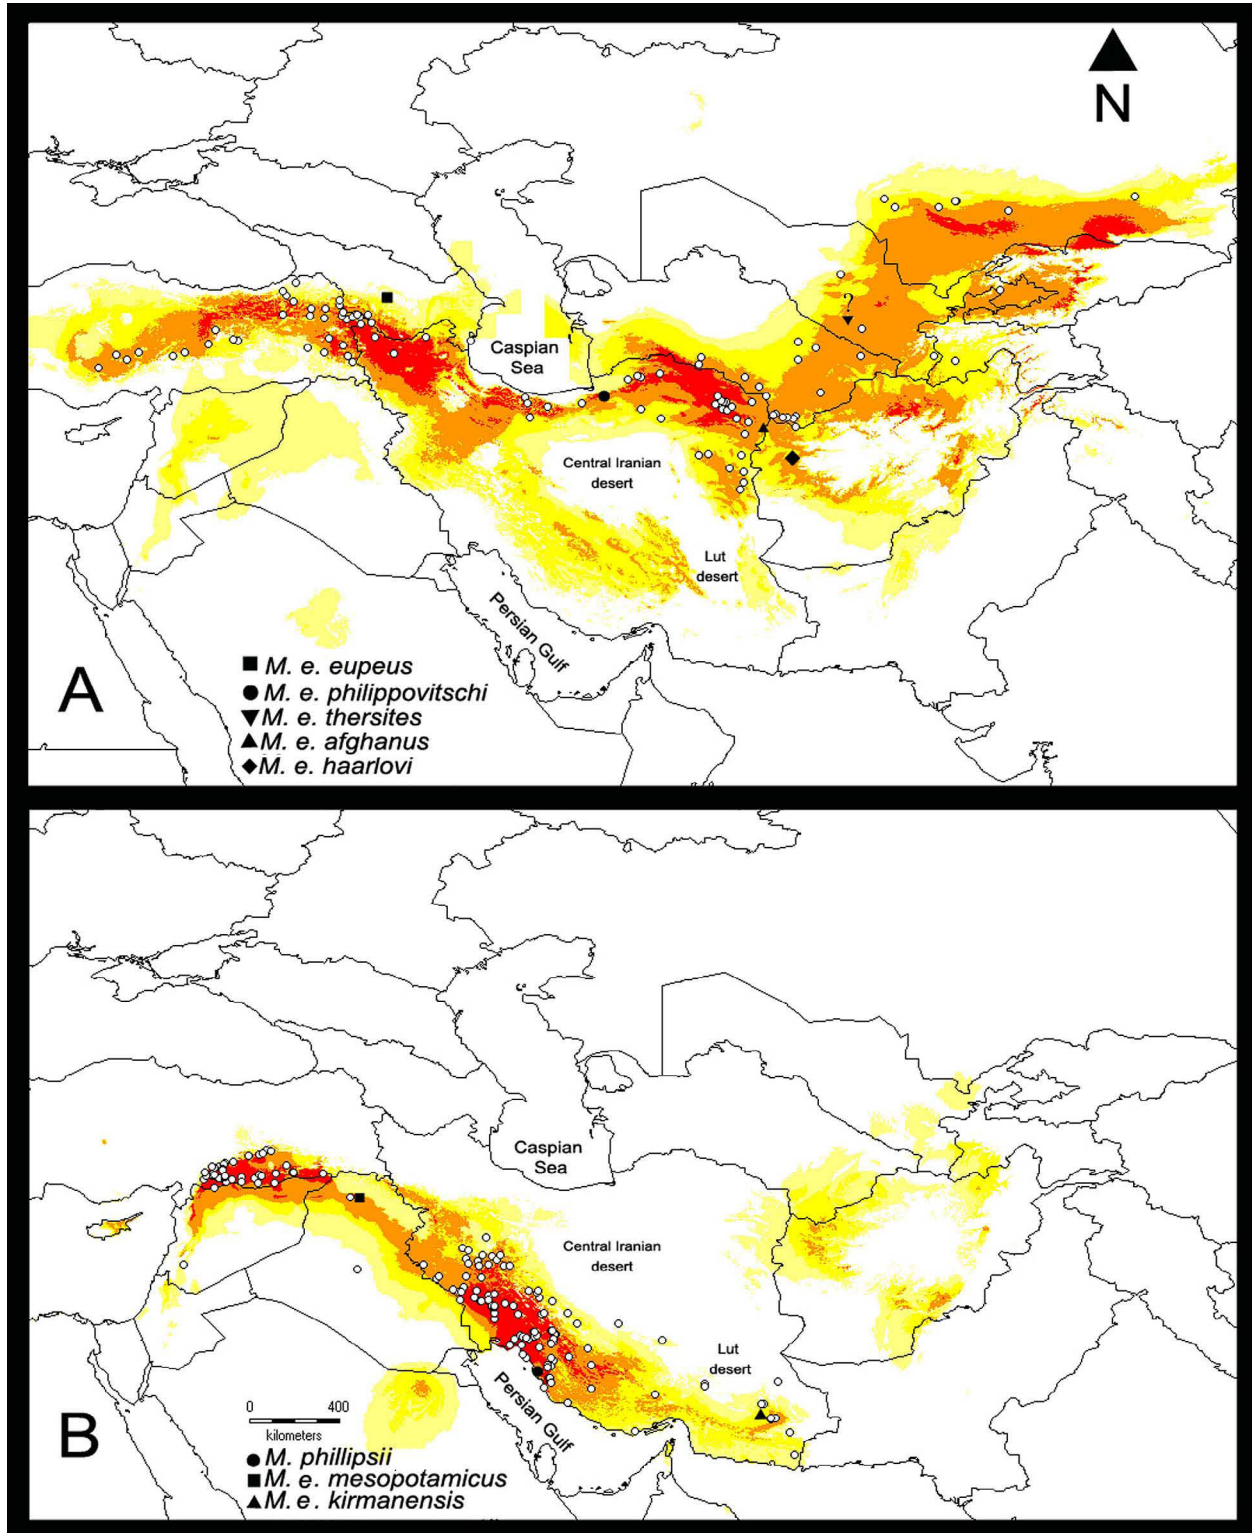 N
?
Caspian
Sea
Central Iranian
desert
Lut
desert
Persian Gulf
A
M. e. eupeus
M. e. philippovitschi
M. e. thersites
M. e. afghanus
M. e. haarlovi
Caspian
Sea
Central Iranian
desert
Lut
desert
Persian Gulf
B
0 400
kilometers
M. phillipsii
M. e. mesopotamicus
M. e. kirmanensis